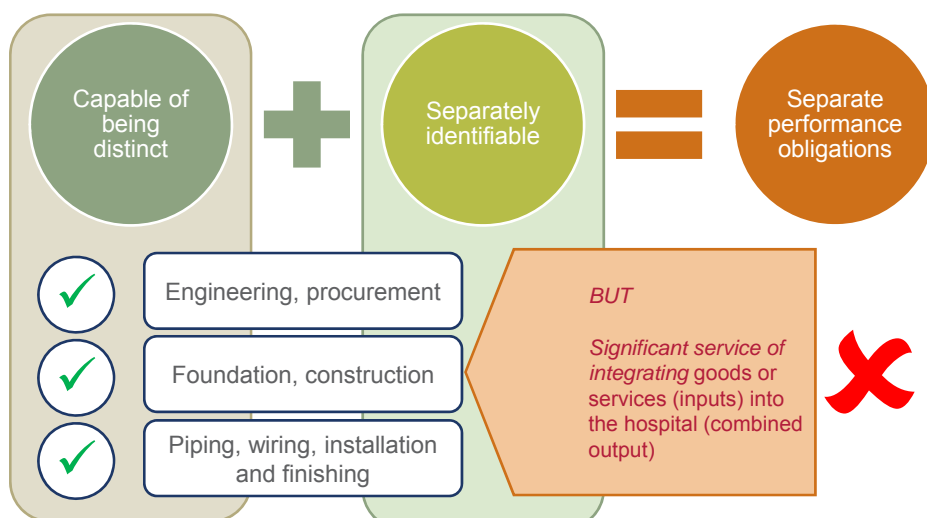 Capable of
being
distinct
Separately
identifiable
Separate
performance
obligations
Engineering, procurement
Foundation, construction
Piping, wiring, installation
and finishing
BUT
Significant service of
integrating goods or
services (inputs) into
the hospital (combined
output)